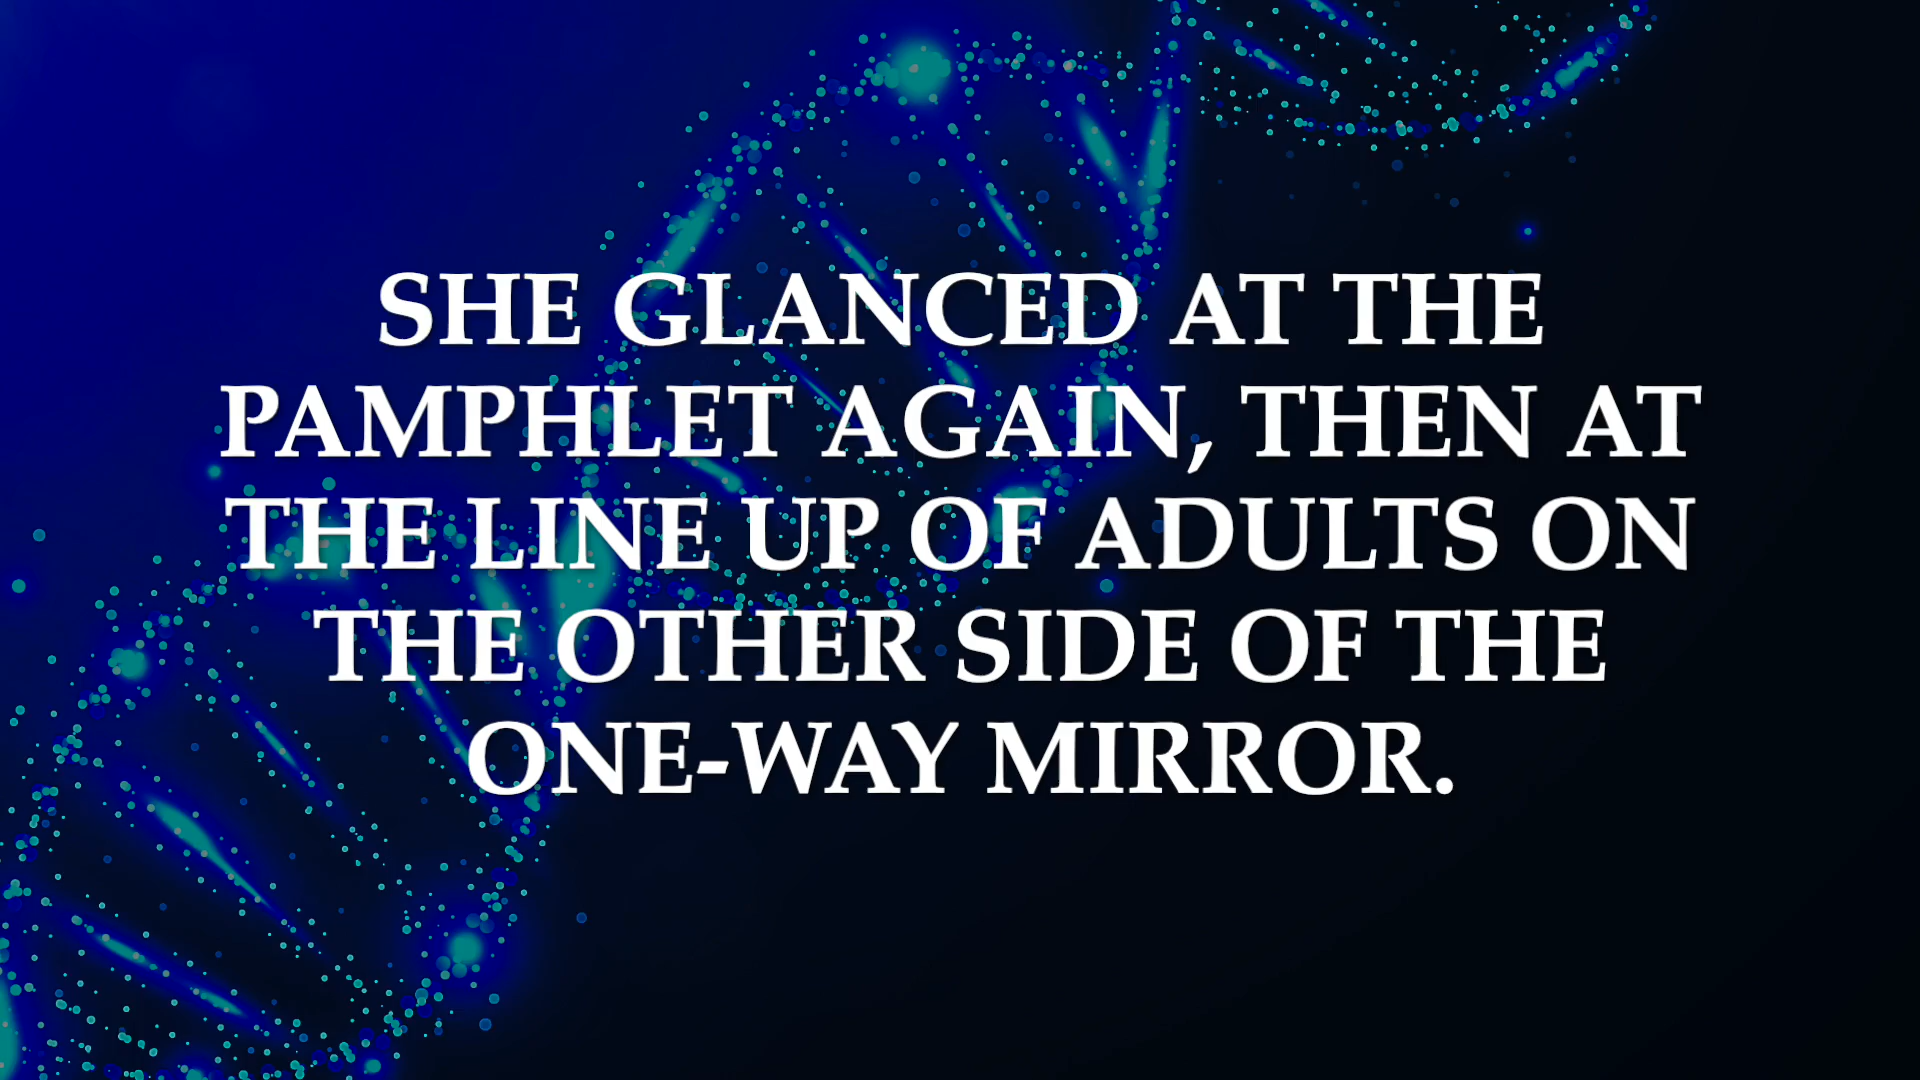 SHE GLANCED AT THE
PAMPHLET AGAIN, THEN AT
THE LINE UP OF ADULTS ON
THE OTHER SIDE OF THE
ONE-WAY MIRROR.